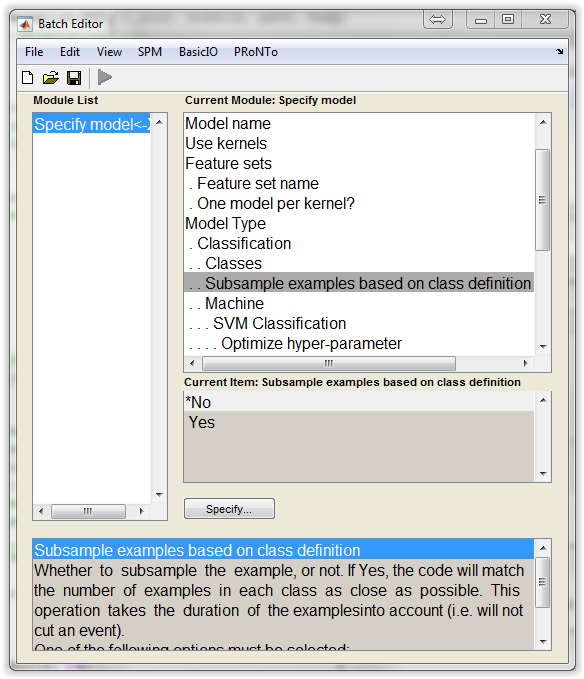 Batch Editor
File Edit View SPM BasicIO PRoNTo
Module List
Specify model<-X
Current Module: Specify model
Model name
Use kernels
Feature sets
. Feature set name
. One model per kernel?
Model Type
. Classification
. . Classes
. . Subsample examples based on class definition
. . Machine
. . . SVM Classification
. . . . Optimize hyper-parameter
Current Item: Subsample examples based on class definition
*No
Yes
Specify...
Subsample examples based on class definition
Whether to subsample the example, or not. If Yes, the code will match
the number of examples in each class as close as possible. This
operation takes the duration of the examplesinto account (i.e. will not
cut an event).
One of the following options must be selected: